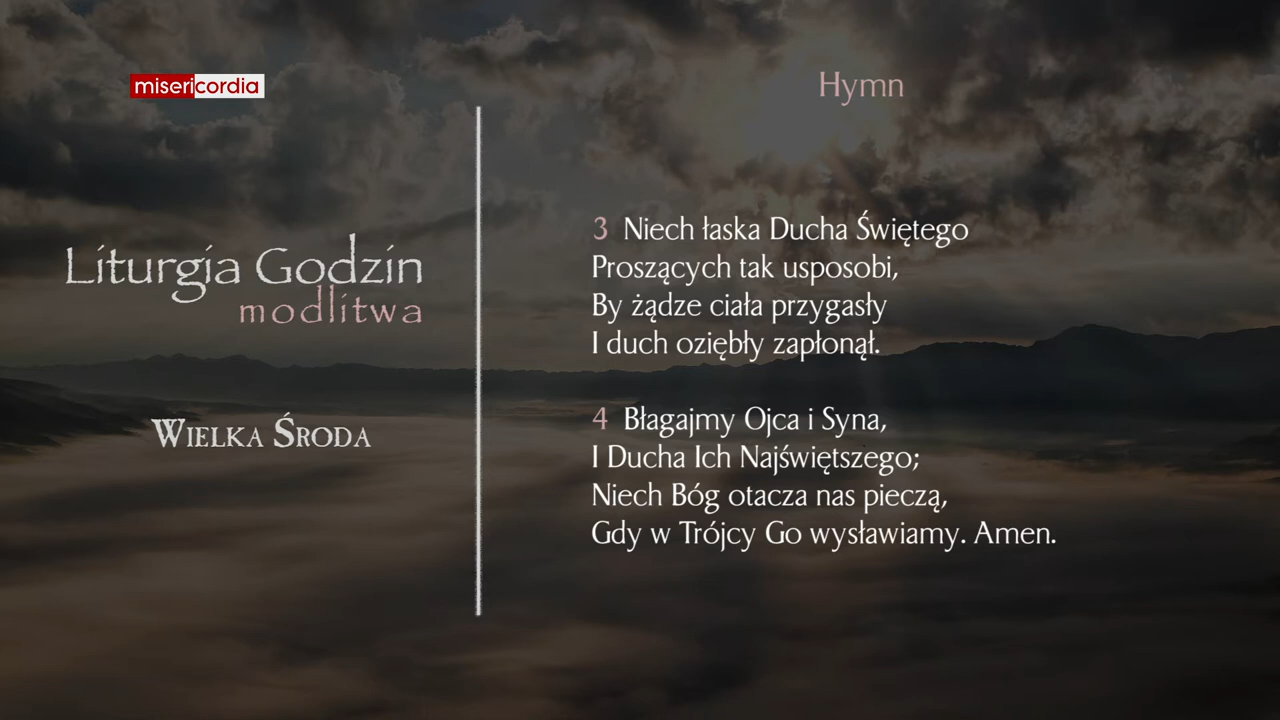 misericordia
Liturgia Godzin
modlitwa
Wielka Środa
Hymn
3 Niech łaska Ducha Świętego
Proszących tak usposobi,
By żądze ciała przygasły
I duch oziębły zapłonął.
4 Błagajmy Ojca i Syna,
I Ducha Ich Najświętszego;
Niech Bóg otacza nas pieczą,
Gdy w Trójcy Go wysławiamy. Amen.